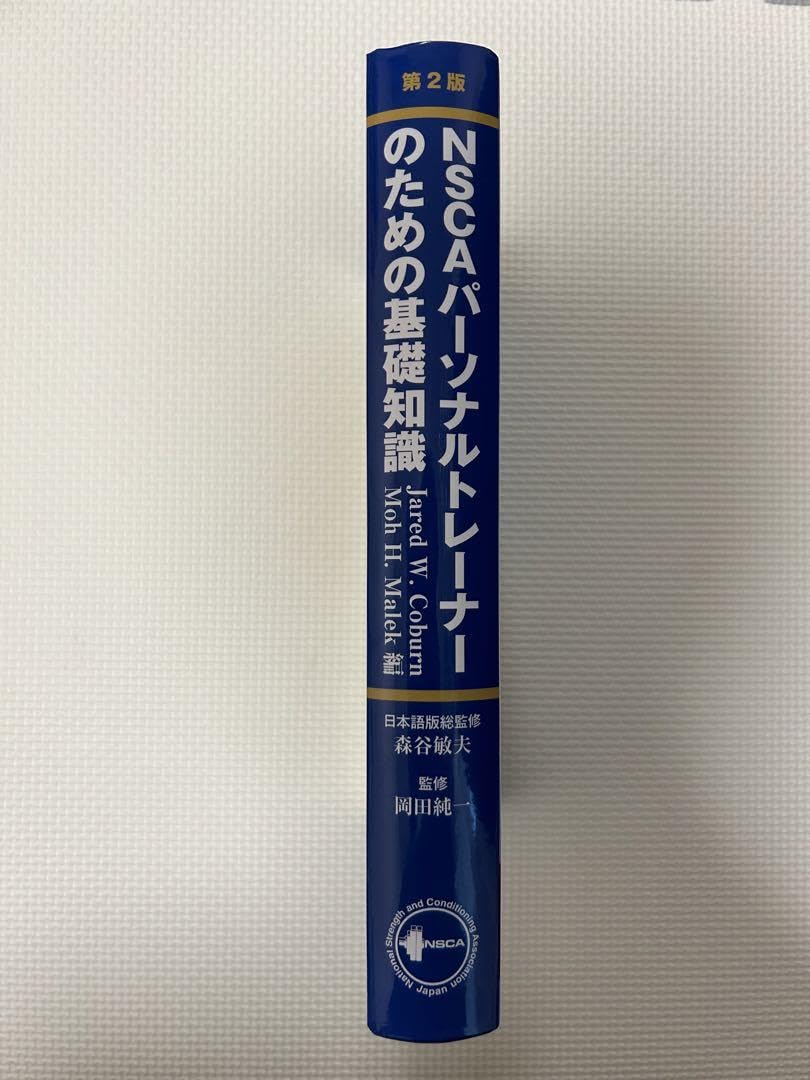 第2版
NSCAパーソナルトレーナー
のための基礎知識
Jared W. Coburn
Moh H. Malek 編
日本語版総監修
森谷敏夫
監修
岡田純一
National Strength and Conditioning Association Japan
NSCA